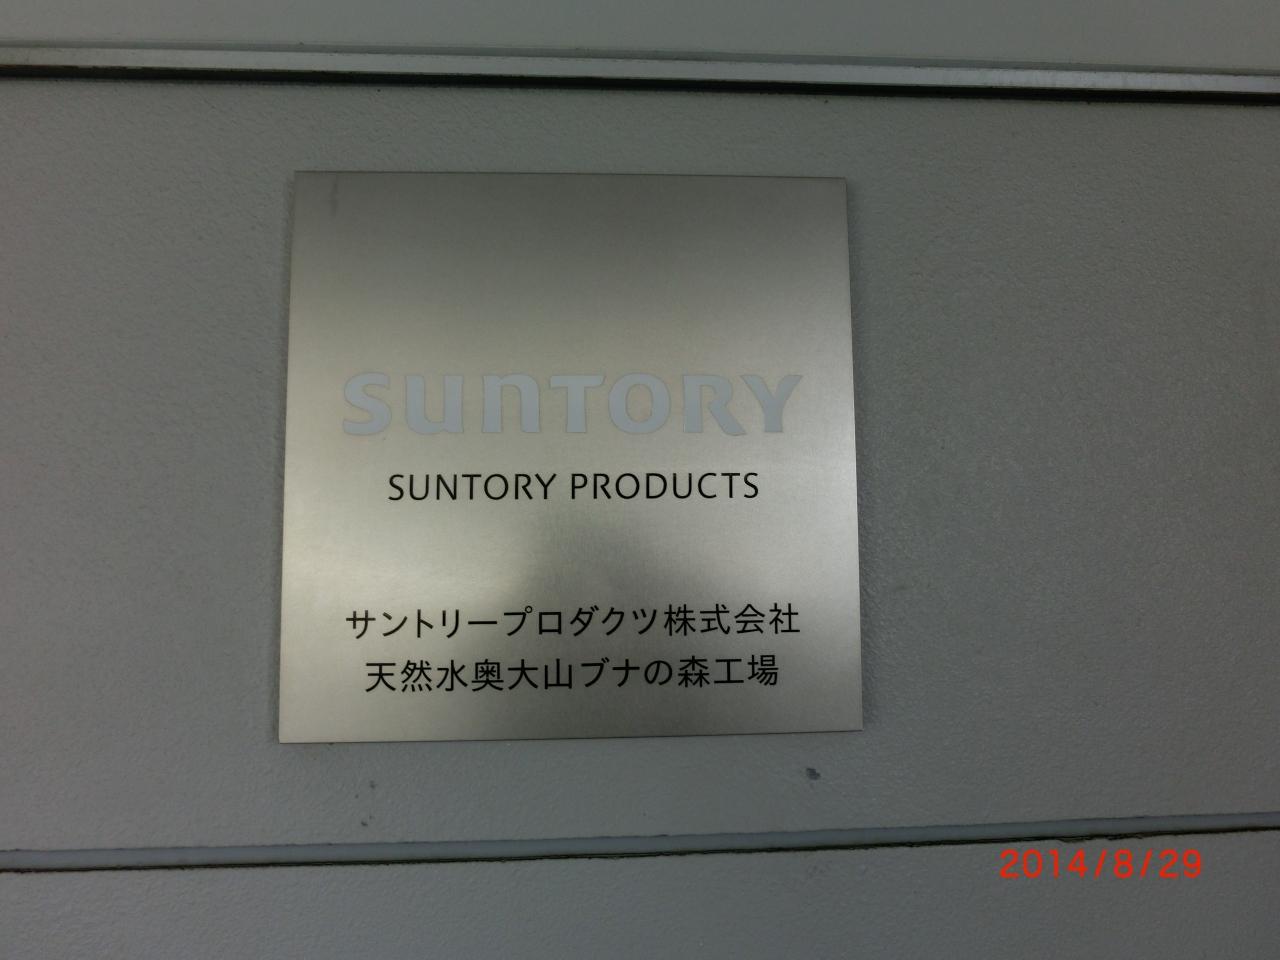 SUNTORY
SUNTORY PRODUCTS
サントリープロダクツ株式会社
天然水奥大山ブナの森工場
2014/8/29